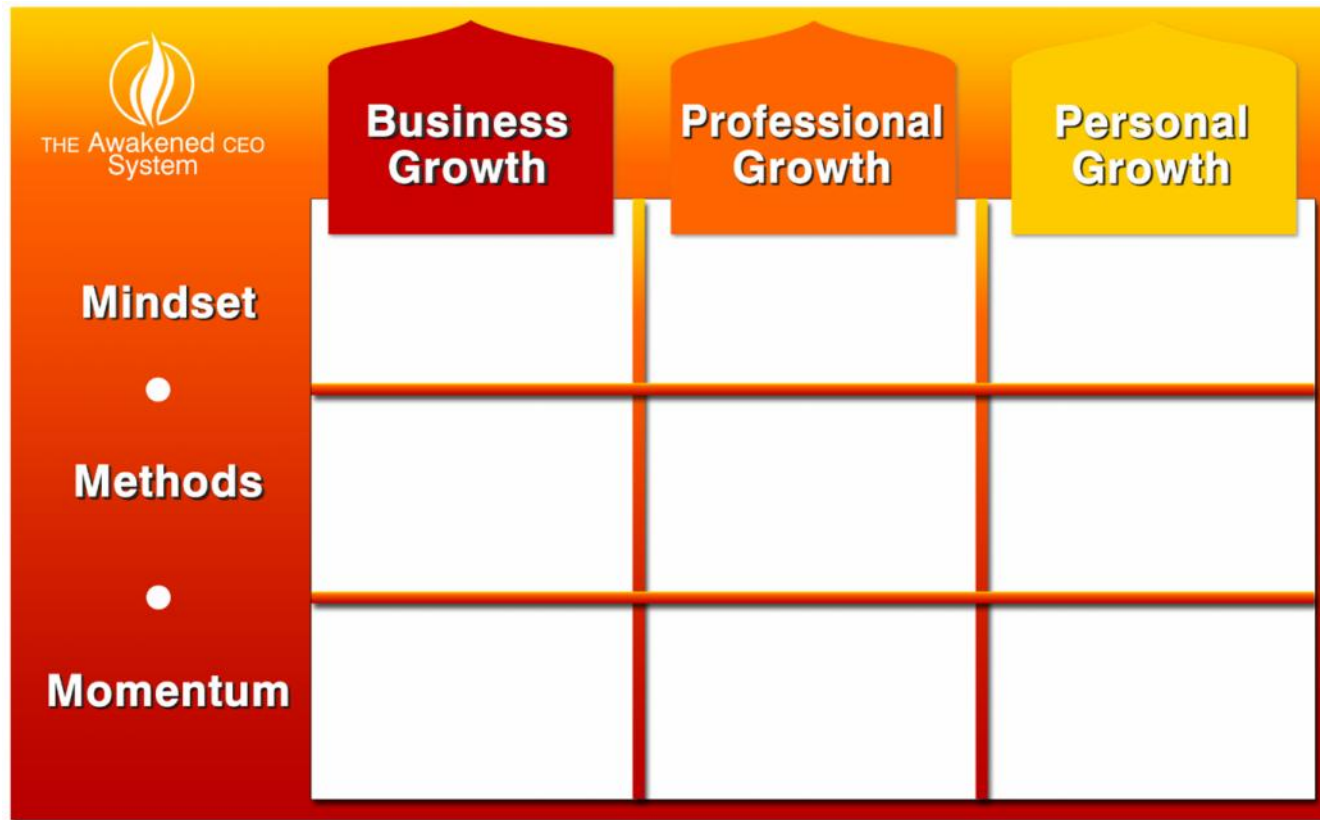 THE Awakened CEO
System
Business
Growth
Professional
Growth
Personal
Growth
Mindset
Methods
Momentum